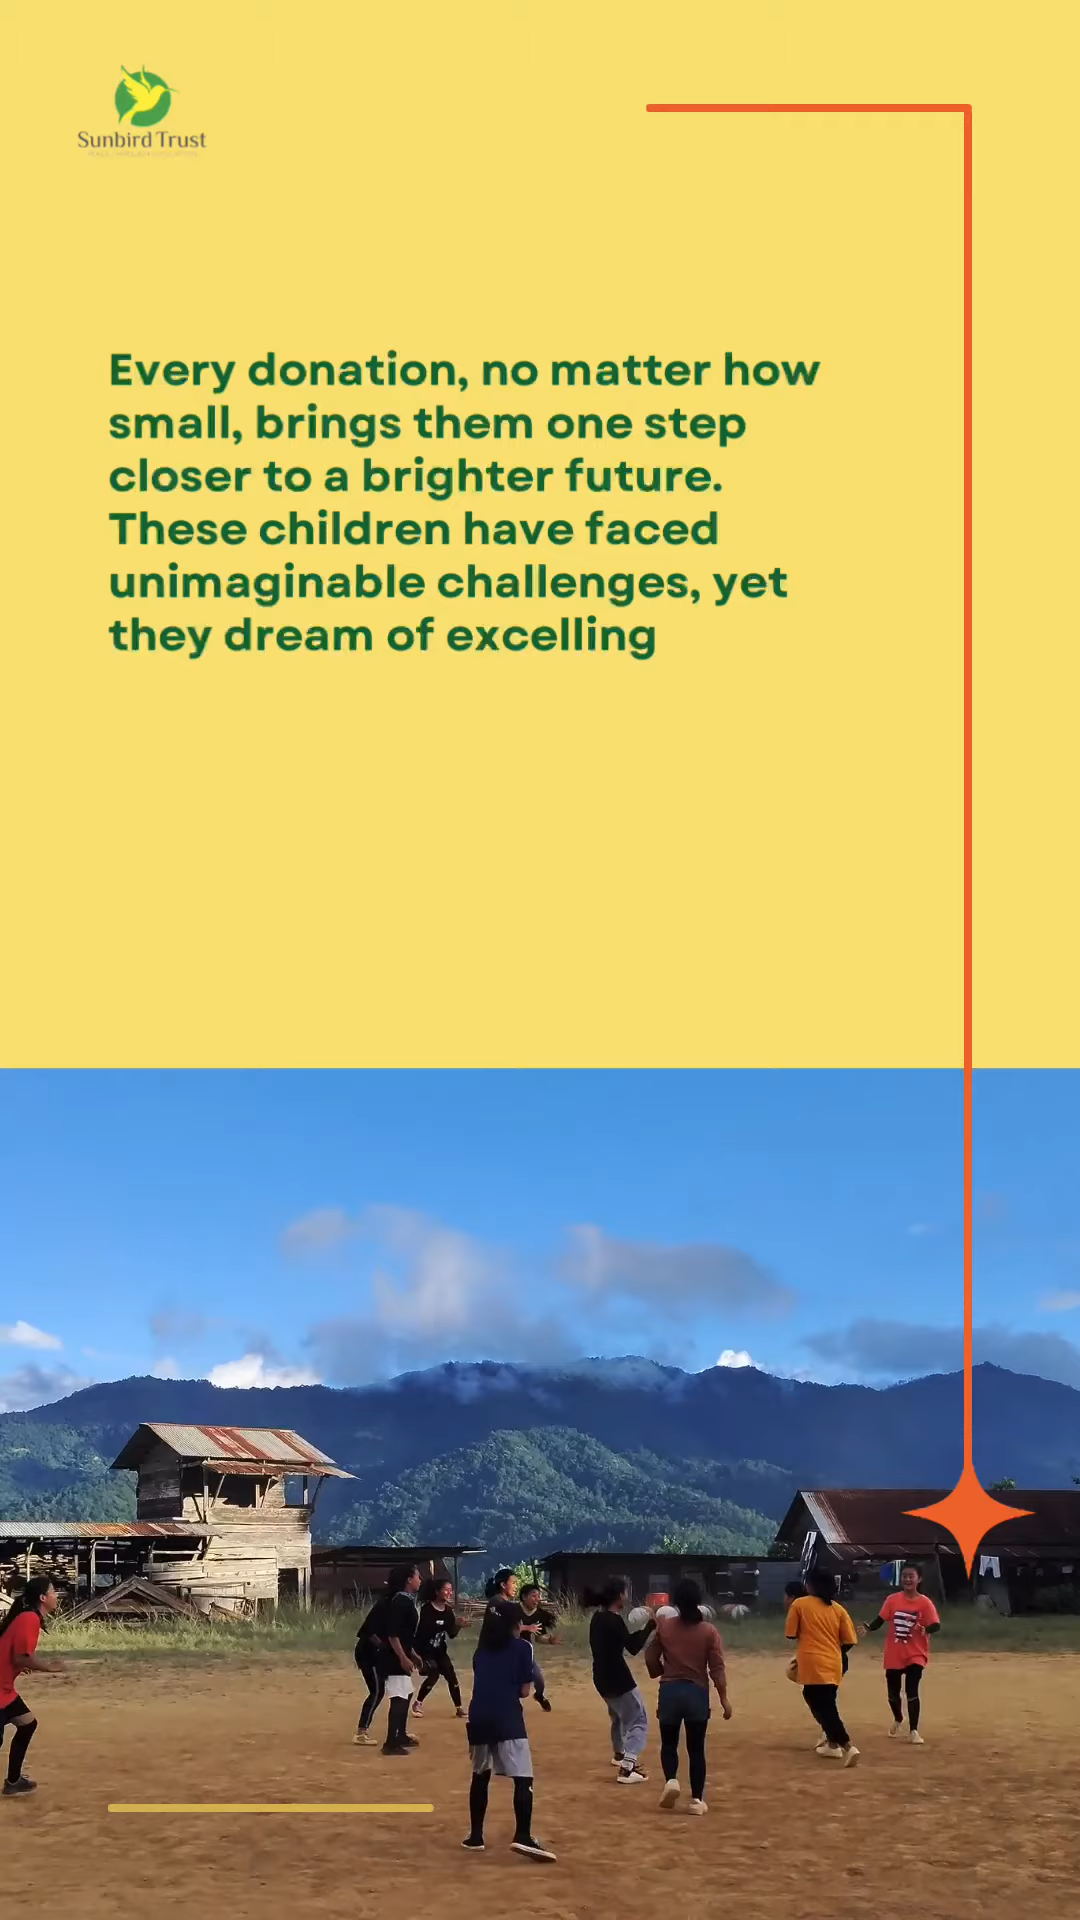 Sunbird Trust
Every donation, no matter how
small, brings them one step
closer to a brighter future.
These children have faced
unimaginable challenges, yet
they dream of excelling